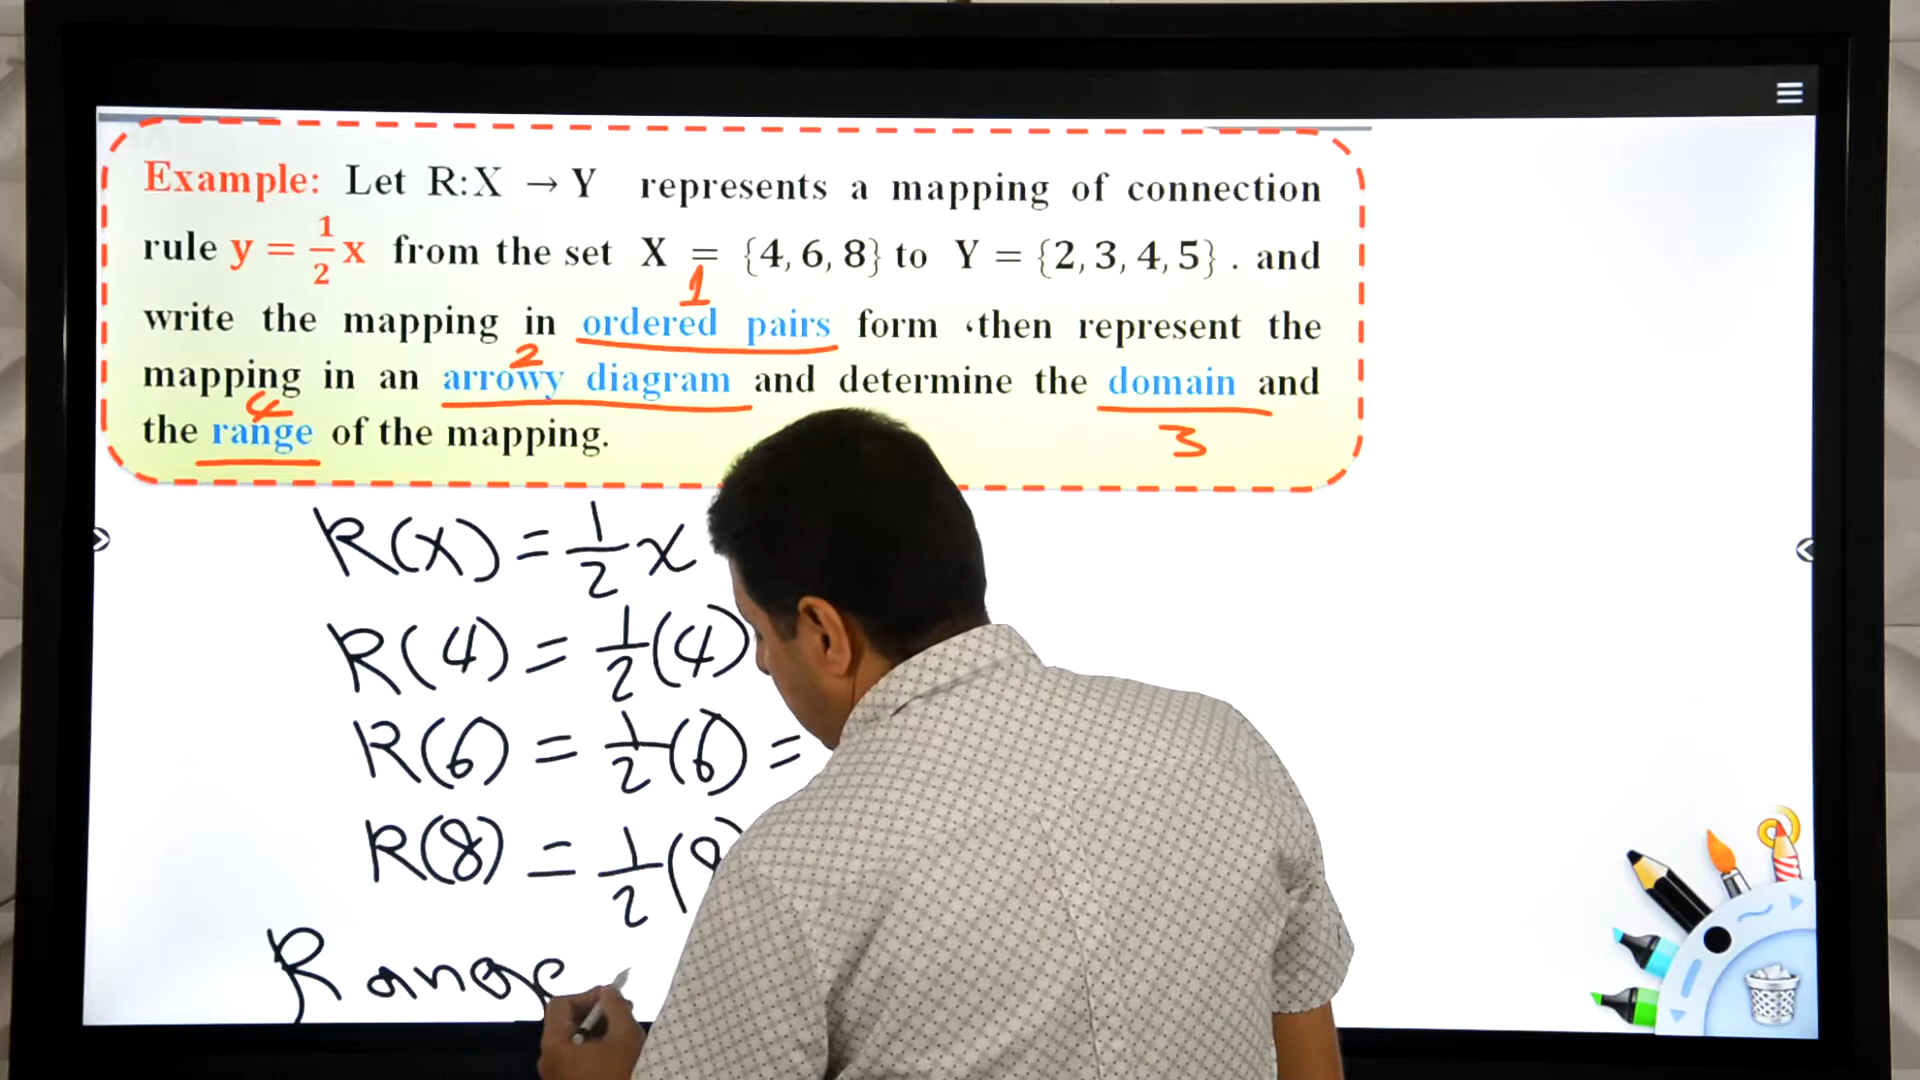 Example: Let R:X → Y represents a mapping of connection
rule y = 1/2 x from the set X = {4, 6, 8} to Y = {2, 3, 4, 5} . and
1
write the mapping in ordered pairs form ،then represent the
2
mapping in an arrowy diagram and determine the domain and
4
the range of the mapping.
3
R(x) = 1/2 x
R(4) = 1/2 (4)
R(6) = 1/2 (6) =
R(8) = 1/2 (8
Range